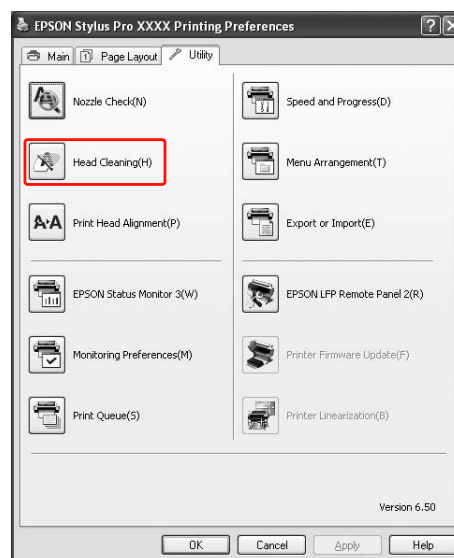 EPSON Stylus Pro XXXX Printing Preferences
Main
Page Layout
Utility
Nozzle Check(N)
Speed and Progress(D)
Head Cleaning(H)
Menu Arrangement(T)
A A Print Head Alignment(P)
Export or Import(E)
EPSON Status Monitor 3(W)
EPSON LFP Remote Panel 2(R)
Monitoring Preferences(M)
Printer Firmware Update(F)
Print Queue(S)
Printer Linearization(B)
Version 6.50
OK
Cancel
Apply
Help